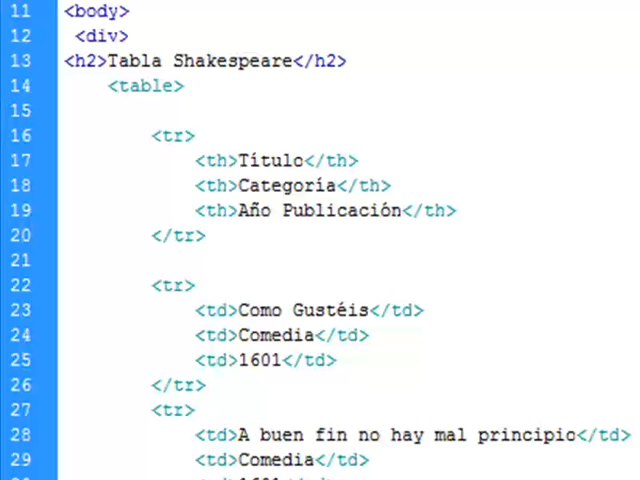 11 <body>
12 <div>
13 <h2>Tabla Shakespeare</h2>
14 <table>
15
16 <tr>
17 <th>Título</th>
18 <th>Categoría</th>
19 <th>Año Publicación</th>
20 </tr>
21
22 <tr>
23 <td>Como Gustéis</td>
24 <td>Comedia</td>
25 <td>1601</td>
26 </tr>
27 <tr>
28 <td>A buen fin no hay mal principio</td>
29 <td>Comedia</td>